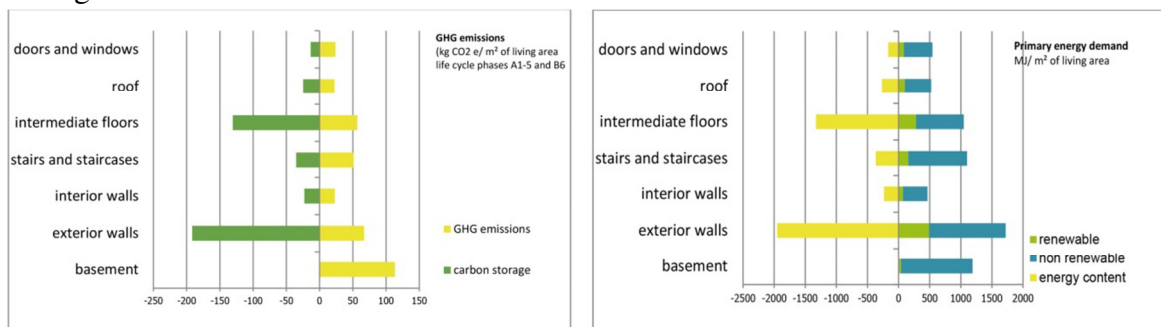 GHG emissions
(kg CO2 e/ m² of living area
life cycle phases A1-5 and B6
doors and windows
roof
intermediate floors
stairs and staircases
interior walls
exterior walls
basement
GHG emissions
carbon storage
-250 -200 -150 -100 -50 0 50 100 150
Primary energy demand
MJ/ m² of living area
doors and windows
roof
intermediate floors
stairs and staircases
interior walls
exterior walls
basement
renewable
non renewable
energy content
-2500 -2000 -1500 -1000 -500 0 500 1000 1500 2000